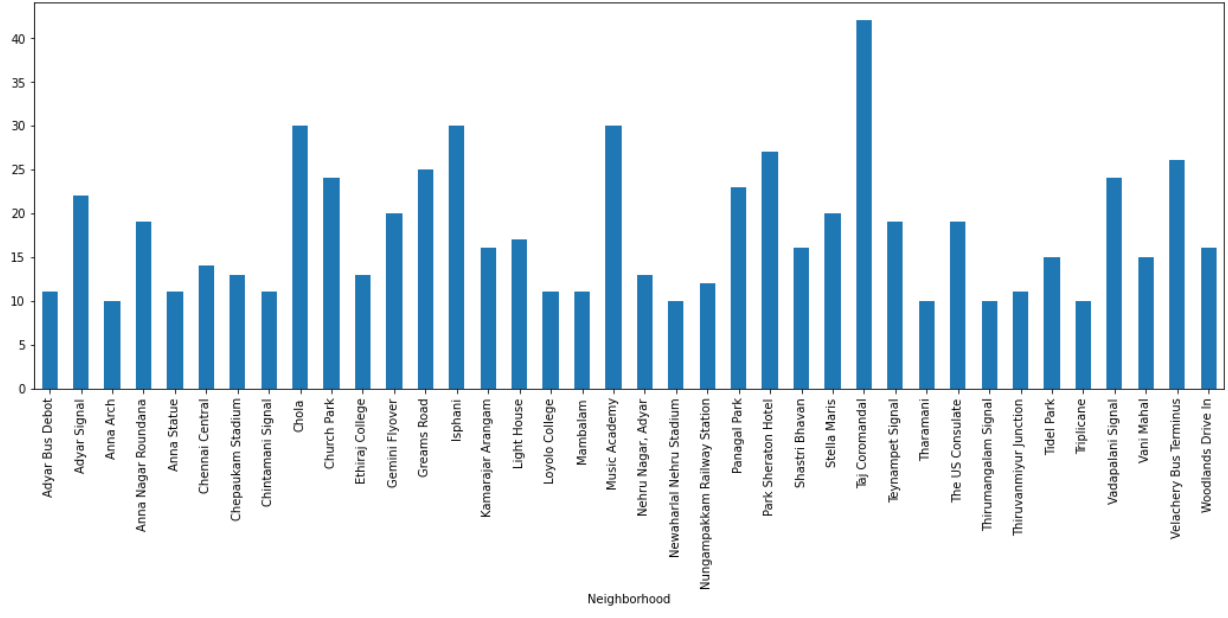 40
35
30
25
20
15
10
5
0
Adyar Bus Debot
Adyar Signal
Anna Arch
Anna Nagar Roundana
Anna Statue
Chennai Central
Chepaukam Stadium
Chintamani Signal
Chola
Church Park
Ethiraj College
Gemini Flyover
Greams Road
Isphani
Kamarajar Arangam
Light House
Loyolo College
Mambalam
Music Academy
Nehru Nagar, Adyar
Newaharlal Nehru Stadium
Nungampakkam Railway Station
Panagal Park
Park Sheraton Hotel
Shastri Bhavan
Stella Maris
Taj Coromandal
Teynampet Signal
Tharamani
The US Consulate
Thirumangalam Signal
Thiruvanmiyur Junction
Tidel Park
Triplicane
Vadapalani Signal
Vani Mahal
Velachery Bus Terminus
Woodlands Drive In
Neighborhood